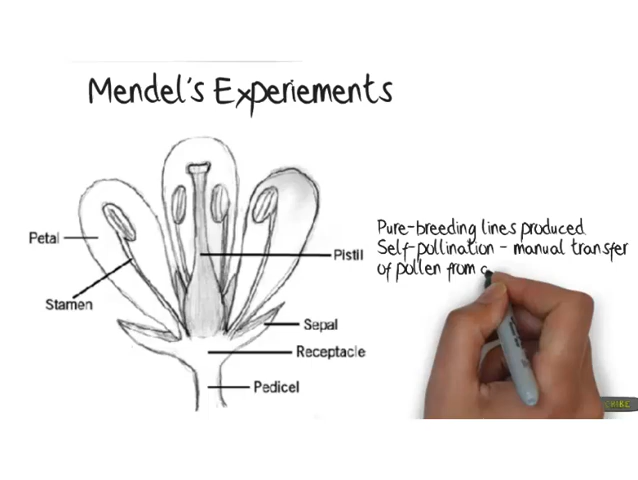 Mendel's Experiements
Petal
Stamen
Pistil
Sepal
Receptacle
Pedicel
Pure-breeding lines produced
Self-pollination - manual transfer
of pollen from